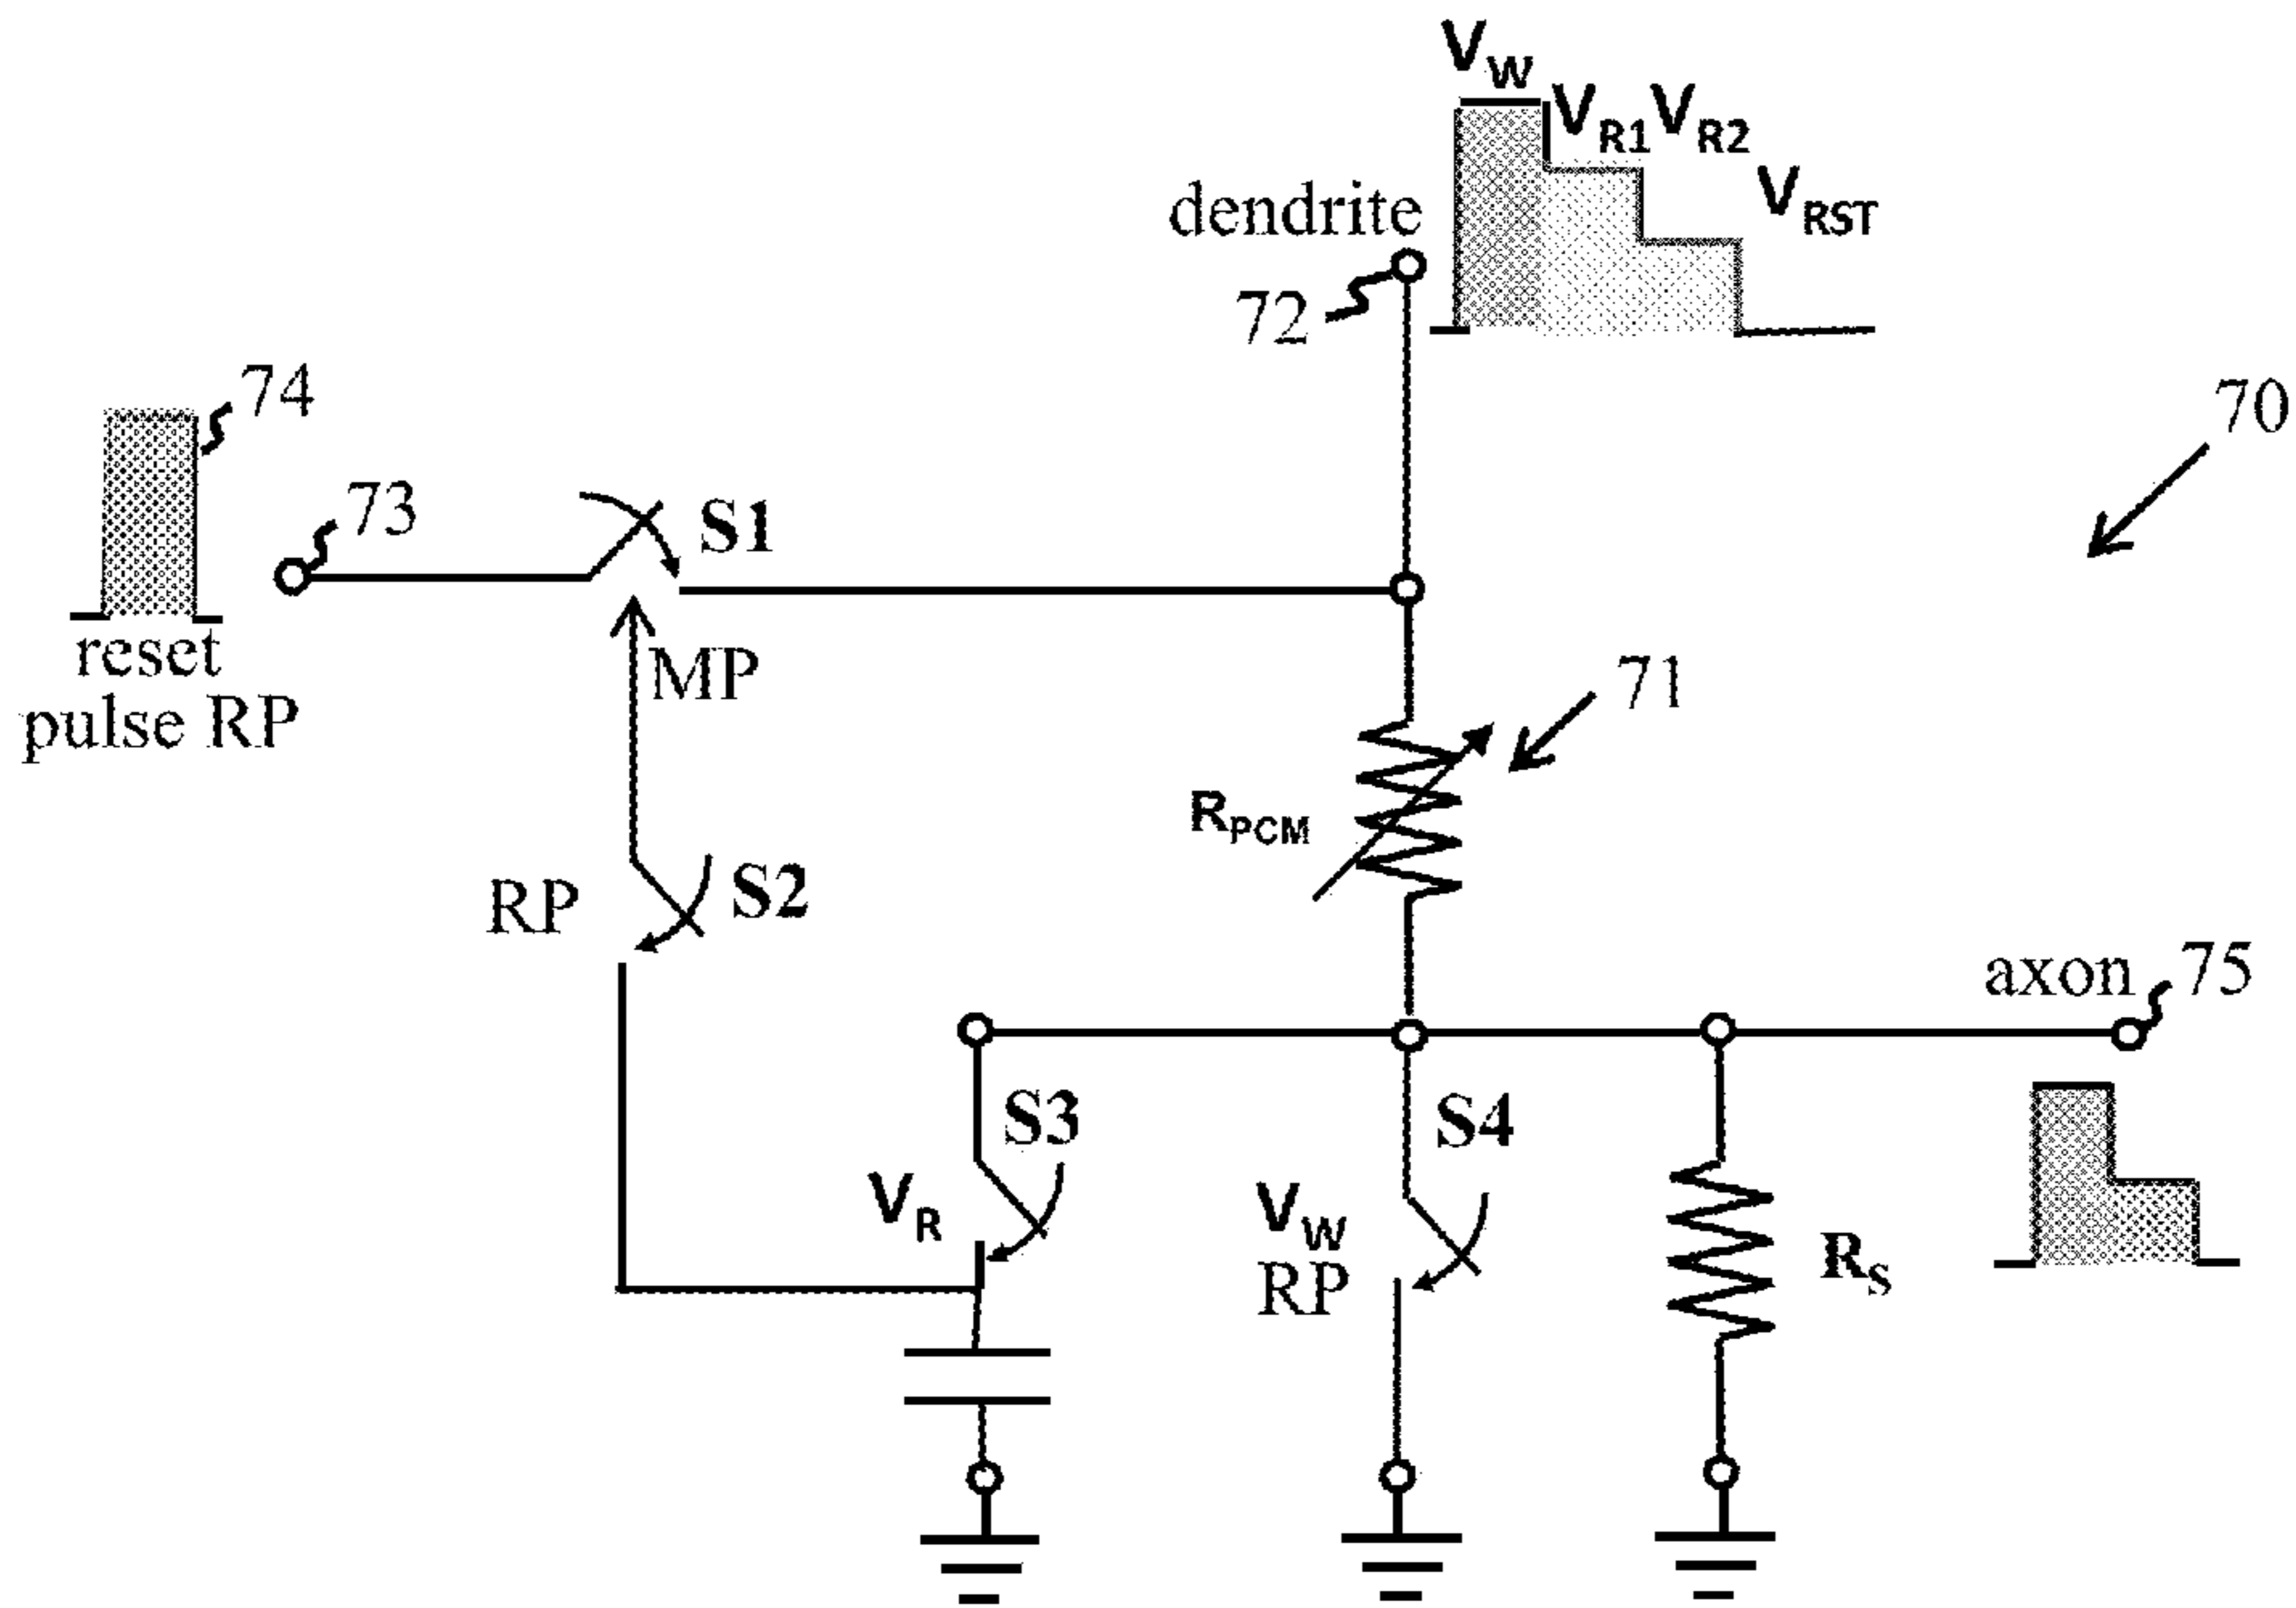 V_W
V_R1 V_R2
V_RST
dendrite
72
74
70
73
S1
reset
pulse RP
MP
71
R_PCM
RP
S2
axon
75
S3
S4
V_R
V_W
RP
R_S